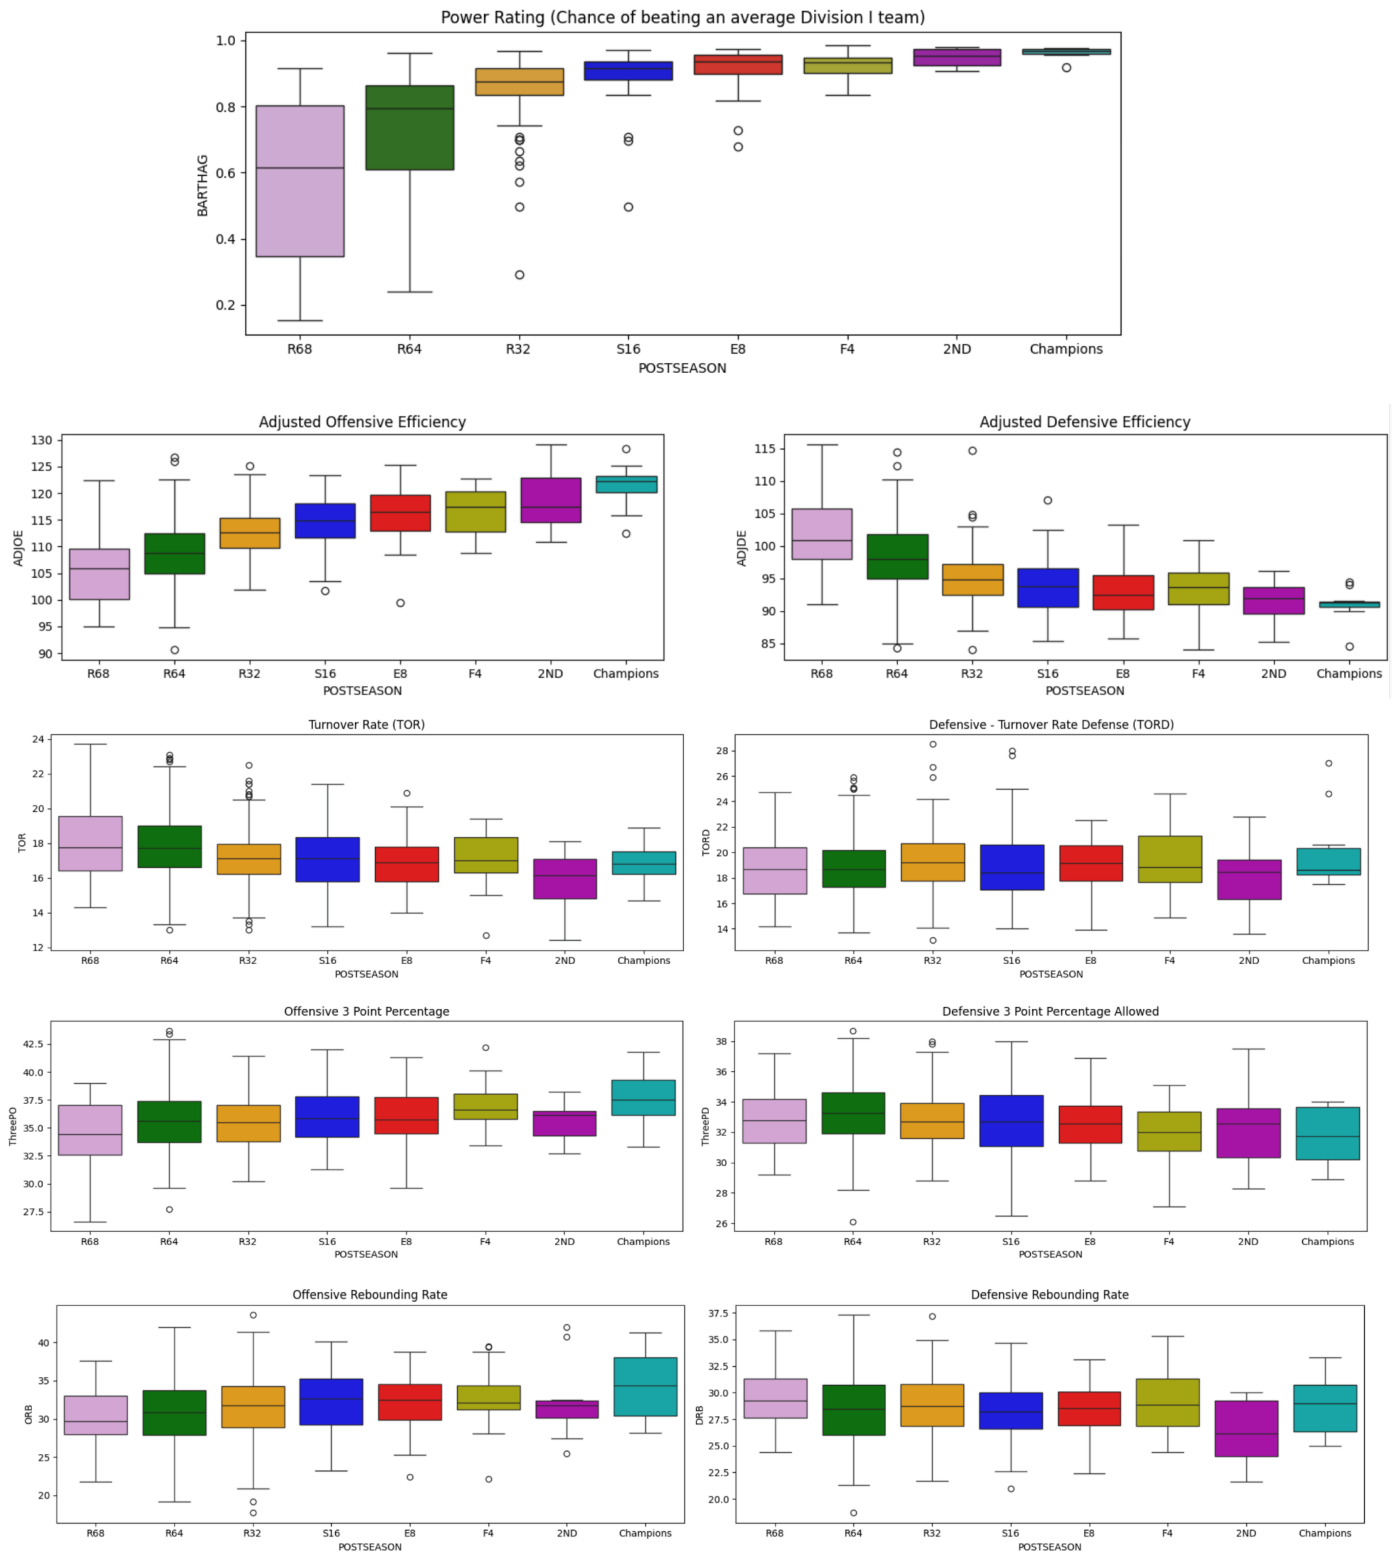 Power Rating (Chance of beating an average Division I team)
1.0
0.8
0.6
0.4
0.2
BARTHAG
R68 R64 R32 S16 E8 F4 2ND Champions
POSTSEASON
Adjusted Offensive Efficiency
130
125
120
115
110
105
100
95
90
ADJOE
R68 R64 R32 S16 E8 F4 2ND Champions
POSTSEASON
Adjusted Defensive Efficiency
115
110
105
100
95
90
85
ADJDE
R68 R64 R32 S16 E8 F4 2ND Champions
POSTSEASON
Turnover Rate (TOR)
24
22
20
18
16
14
12
TOR
R68 R64 R32 S16 E8 F4 2ND Champions
POSTSEASON
Defensive - Turnover Rate Defense (TORD)
28
26
24
22
20
18
16
14
TORD
R68 R64 R32 S16 E8 F4 2ND Champions
POSTSEASON
Offensive 3 Point Percentage
42.5
40.0
37.5
35.0
32.5
30.0
27.5
ThreePO
R68 R64 R32 S16 E8 F4 2ND Champions
POSTSEASON
Defensive 3 Point Percentage Allowed
38
36
34
32
30
28
26
ThreePD
R68 R64 R32 S16 E8 F4 2ND Champions
POSTSEASON
Offensive Rebounding Rate
40
35
30
25
20
ORB
R68 R64 R32 S16 E8 F4 2ND Champions
POSTSEASON
Defensive Rebounding Rate
37.5
35.0
32.5
30.0
27.5
25.0
22.5
20.0
DRB
R68 R64 R32 S16 E8 F4 2ND Champions
POSTSEASON